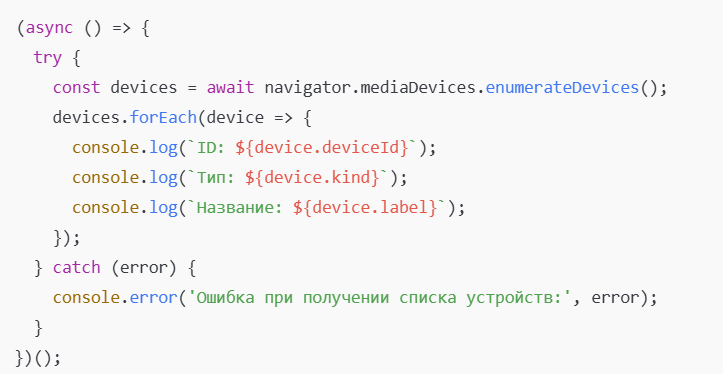 (async () => {
  try {
    const devices = await navigator.mediaDevices.enumerateDevices();
    devices.forEach(device => {
      console.log(`ID: ${device.deviceId}`);
      console.log(`Тип: ${device.kind}`);
      console.log(`Название: ${device.label}`);
    });
  } catch (error) {
    console.error('Ошибка при получении списка устройств:', error);
  }
})();